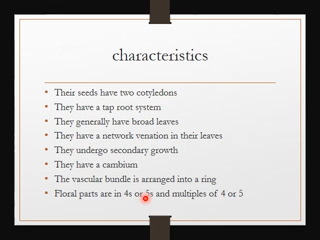 characteristics
• Their seeds have two cotyledons
• They have a tap root system
• They generally have broad leaves
• They have a network venation in their leaves
• They undergo secondary growth
• They have a cambium
• The vascular bundle is arranged into a ring
• Floral parts are in 4s or 5s and multiples of 4 or 5